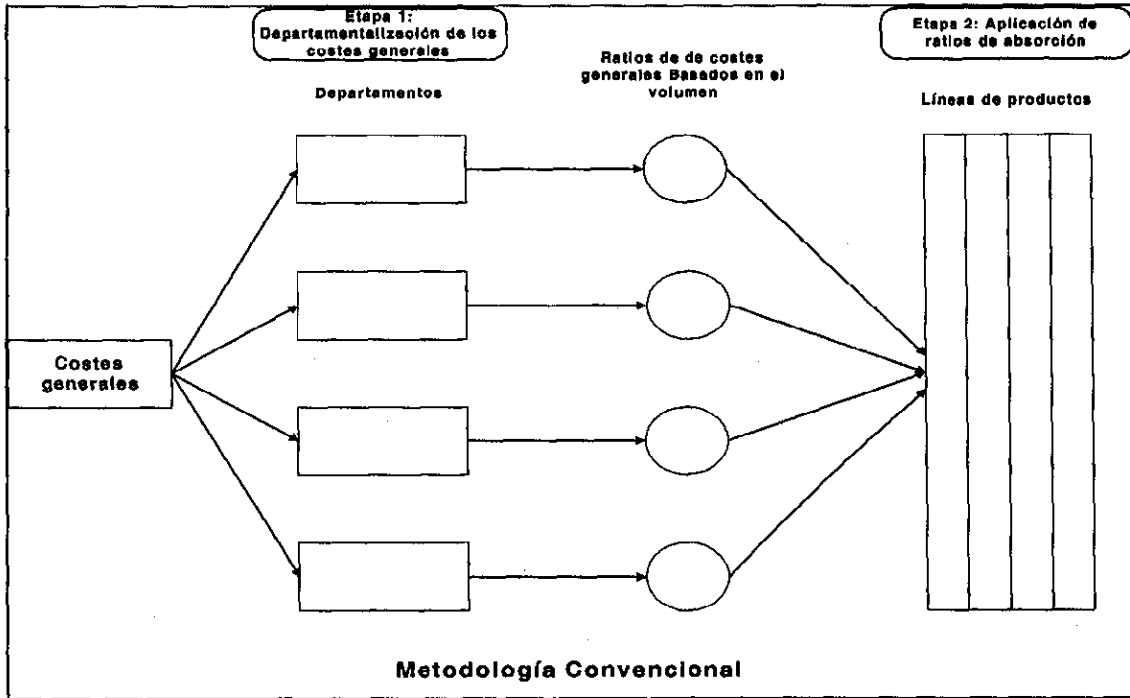 Etapa 1:
Departamentalización de los
costes generales
Etapa 2: Aplicación de
ratios de absorción
Ratios de de costes
generales Basados en el
volumen
Departamentos
Líneas de productos
Costes
generales
Metodología Convencional